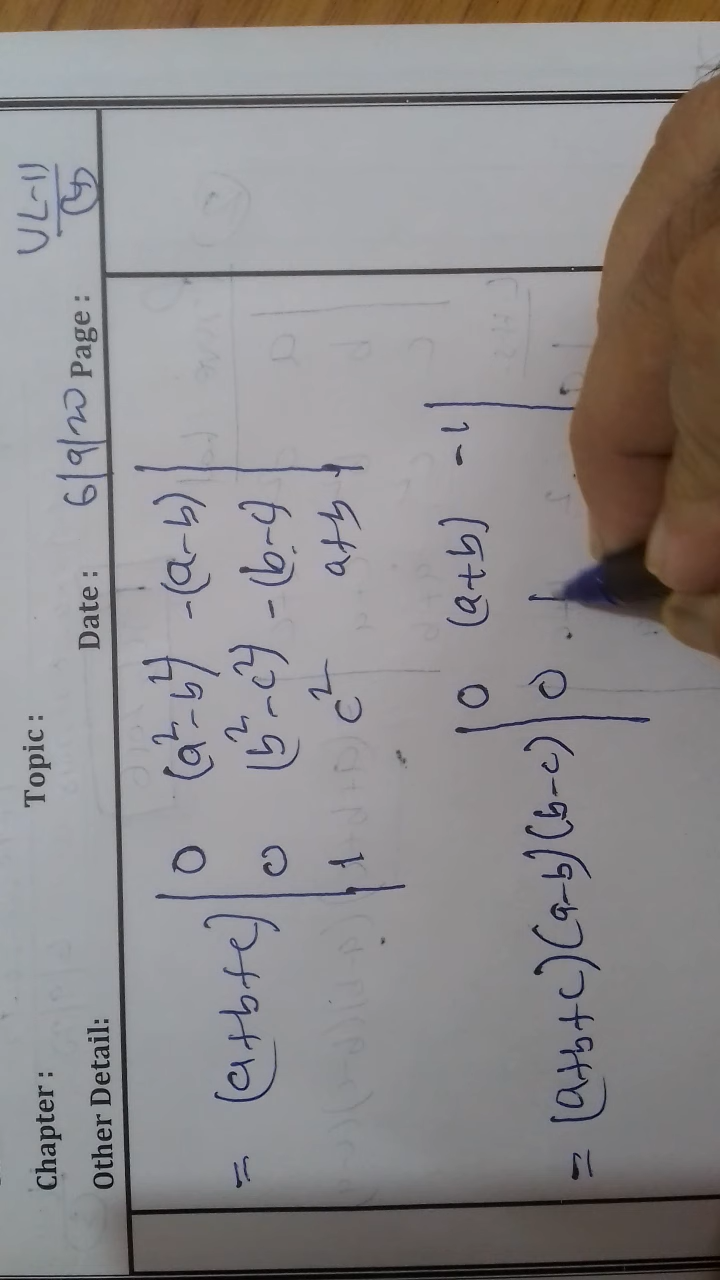 Chapter : Topic : VL-11
Other Detail: Date : 6/9/20 Page : (4)
| 0 (a²-b²) -(a-b) |
= (a+b+c) | 0 (b²-c²) -(b-c) |
| 1 c² a+b |
| 0 (a+b) -1 |
= (a+b+c)(a-b)(b-c) | 0